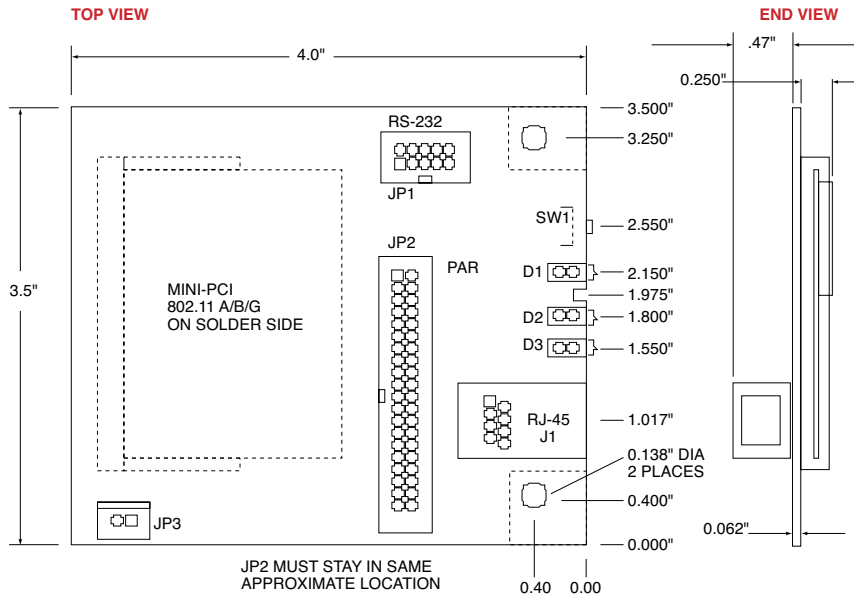 TOP VIEW
END VIEW
4.0"
.47"
0.250"
3.500"
RS-232
3.250"
JP1
SW1
2.550"
JP2
PAR
D1
2.150"
MINI-PCI
802.11 A/B/G
ON SOLDER SIDE
3.5"
1.975"
D2
1.800"
D3
1.550"
RJ-45
J1
1.017"
0.138" DIA
2 PLACES
0.400"
JP3
0.062"
0.000"
JP2 MUST STAY IN SAME
APPROXIMATE LOCATION
0.40
0.00